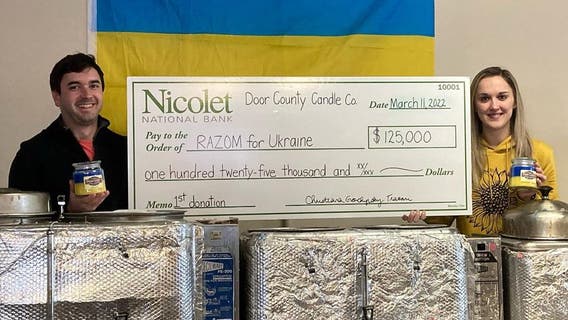 10001
Nicolet Door County Candle Co. Date March 11, 2022
NATIONAL BANK
Pay to the
Order of RAZOM for Ukraine $125,000
one hundred twenty-five thousand and xx/xxx Dollars
Memo 1st donation